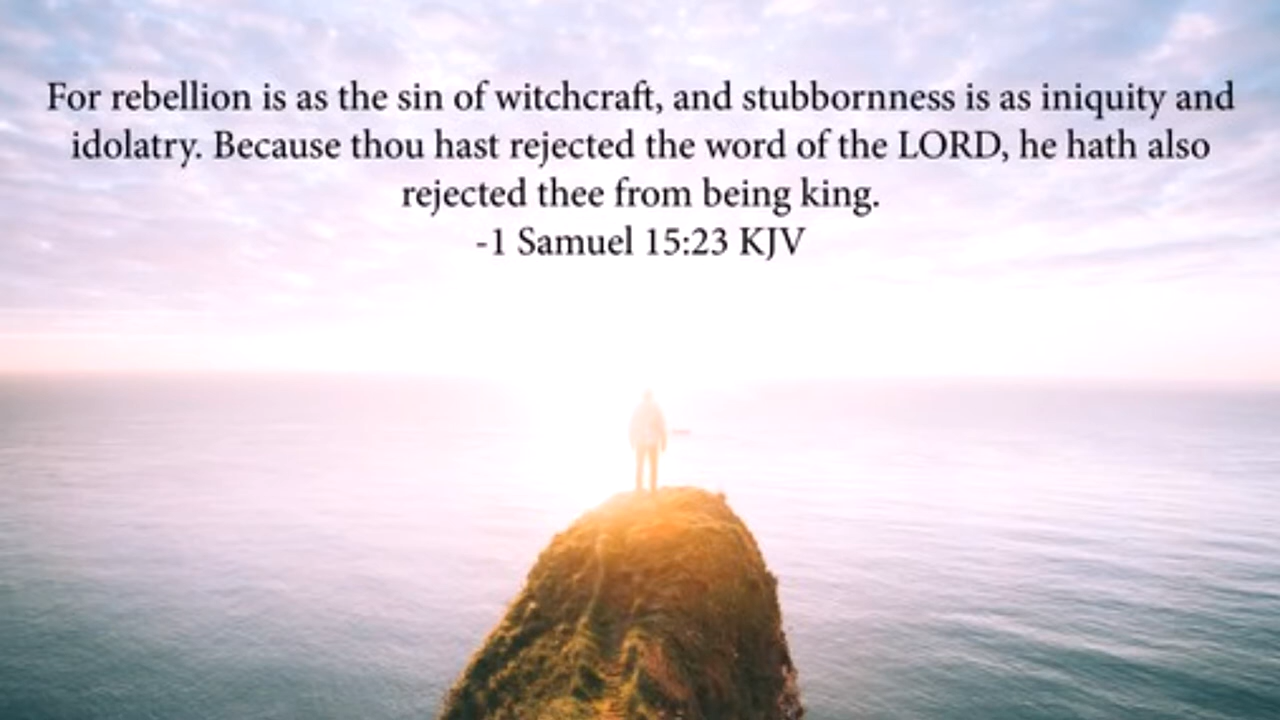 For rebellion is as the sin of witchcraft, and stubbornness is as iniquity and
idolatry. Because thou hast rejected the word of the LORD, he hath also
rejected thee from being king.
-1 Samuel 15:23 KJV